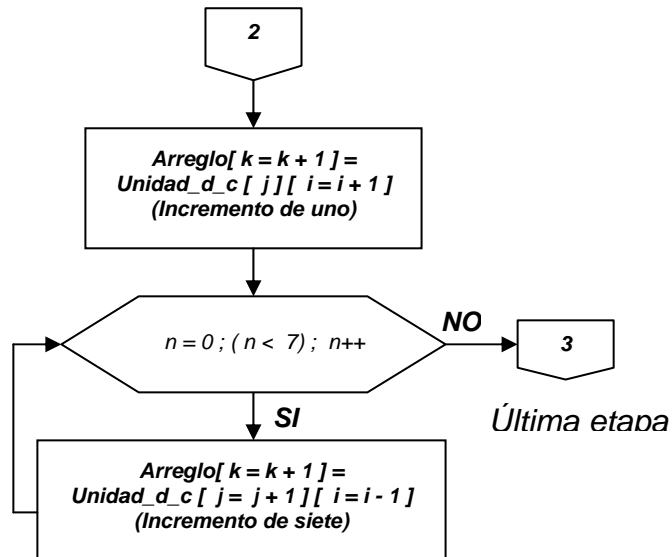 2
Arreglo[ k = k + 1 ] =
Unidad_d_c [ j ] [ i = i + 1 ]
(Incremento de uno)
n = 0 ; ( n < 7) ; n++
NO
3
SI
Última etapa
Arreglo[ k = k + 1 ] =
Unidad_d_c [ j = j + 1 ] [ i = i - 1 ]
(Incremento de siete)